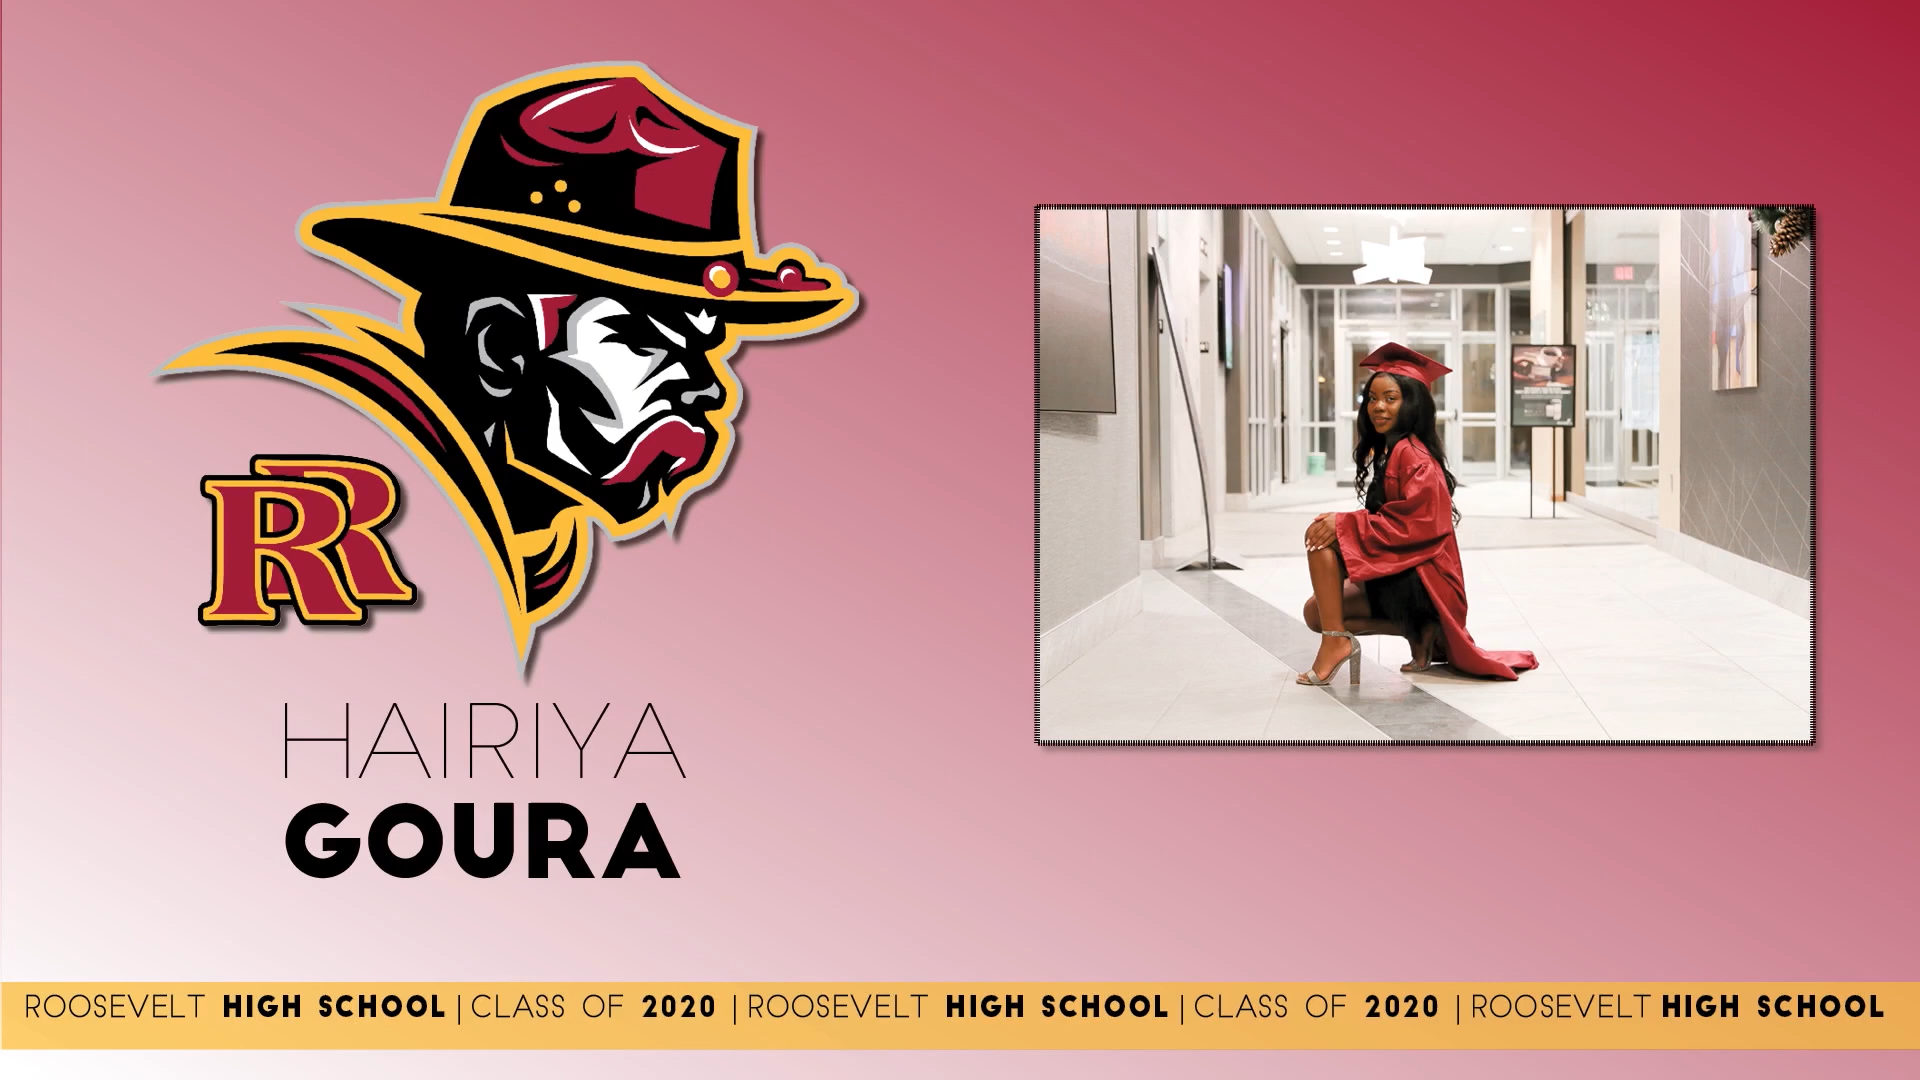 RR
HAIRIYA
GOURA
ROOSEVELT HIGH SCHOOL | CLASS OF 2020 | ROOSEVELT HIGH SCHOOL | CLASS OF 2020 | ROOSEVELT HIGH SCHOOL